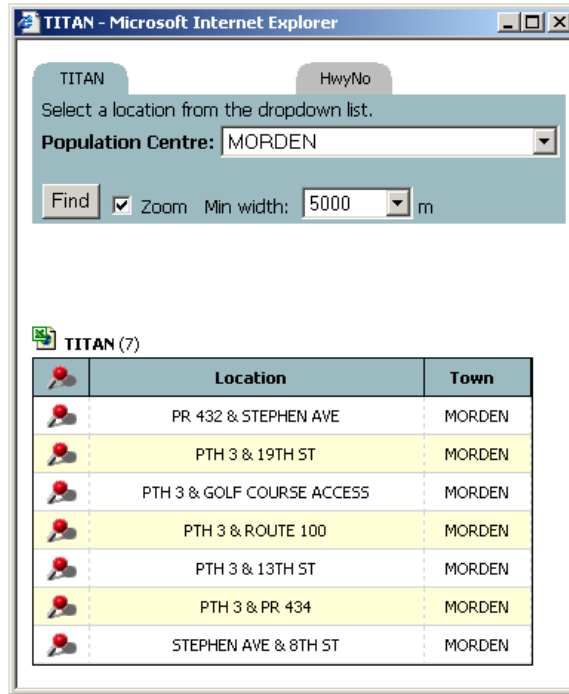 TITAN - Microsoft Internet Explorer
TITAN HwyNo
Select a location from the dropdown list.
Population Centre: MORDEN
Find Zoom Min width: 5000 m
TITAN (7)
Location Town
PR 432 & STEPHEN AVE MORDEN
PTH 3 & 19TH ST MORDEN
PTH 3 & GOLF COURSE ACCESS MORDEN
PTH 3 & ROUTE 100 MORDEN
PTH 3 & 13TH ST MORDEN
PTH 3 & PR 434 MORDEN
STEPHEN AVE & 8TH ST MORDEN